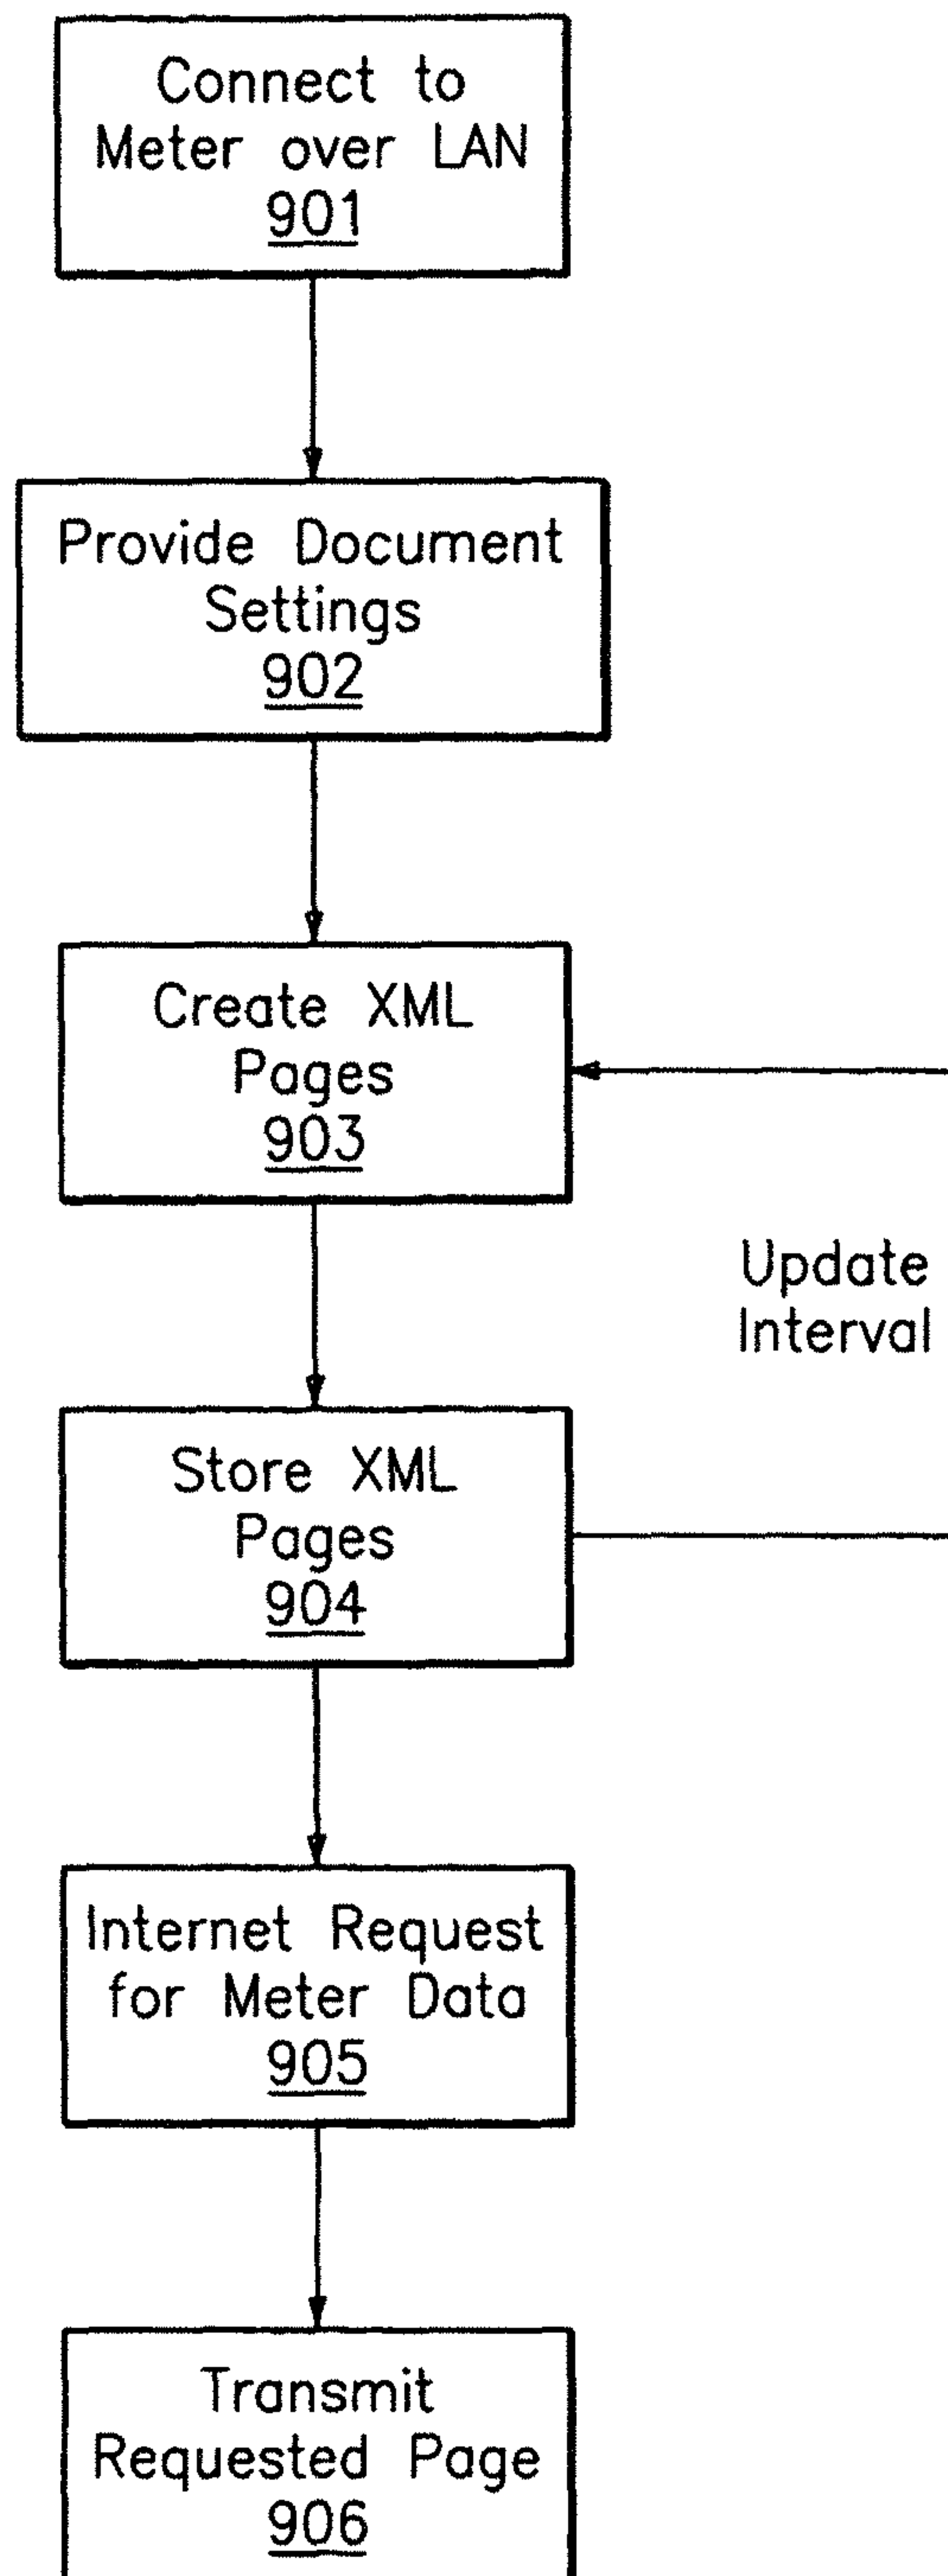 Connect to
Meter over LAN
901
Provide Document
Settings
902
Create XML
Pages
903
Update
Interval
Store XML
Pages
904
Internet Request
for Meter Data
905
Transmit
Requested Page
906